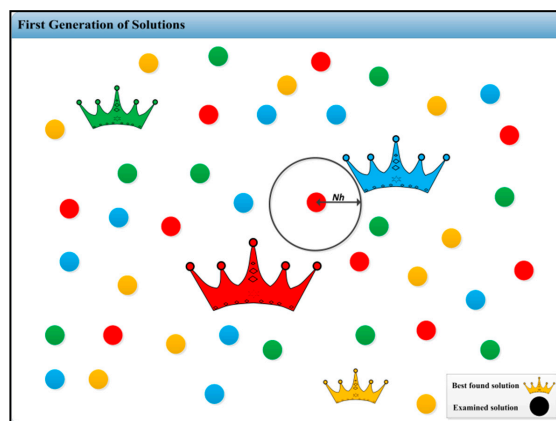 First Generation of Solutions
Nh
Best found solution
Examined solution